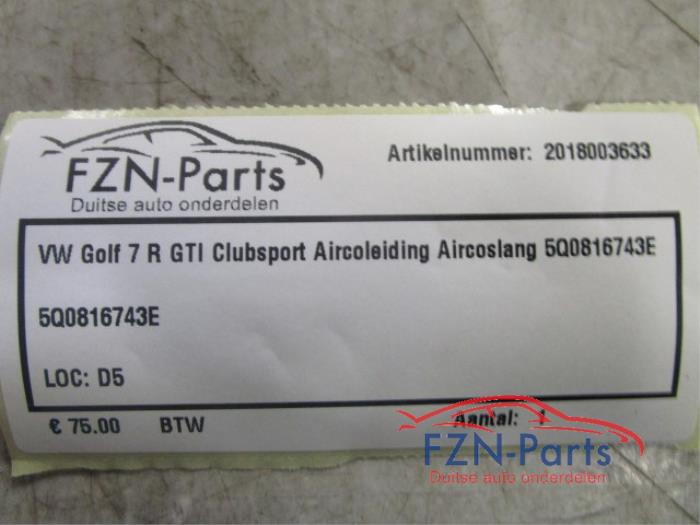 FZN-Parts
Duitse auto onderdelen
Artikelnummer: 2018003633
VW Golf 7 R GTI Clubsport Aircoleiding Aircoslang 5Q0816743E
5Q0816743E
LOC: D5
€ 75.00 BTW Aantal: 1
FZN-Parts
Duitse auto onderdelen